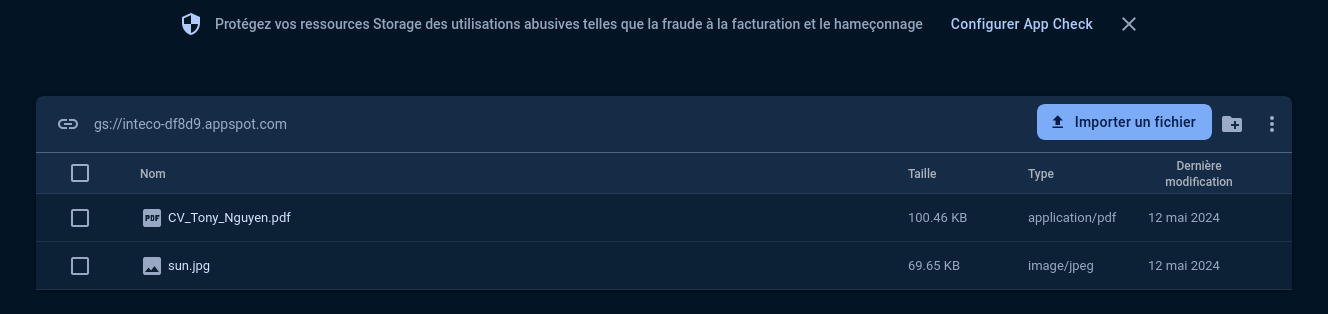 Protégez vos ressources Storage des utilisations abusives telles que la fraude à la facturation et le hameçonnage Configurer App Check
gs://inteco-df8d9.appspot.com Importer un fichier
Nom Taille Type Dernière modification
PDF CV_Tony_Nguyen.pdf 100.46 KB application/pdf 12 mai 2024
sun.jpg 69.65 KB image/jpeg 12 mai 2024